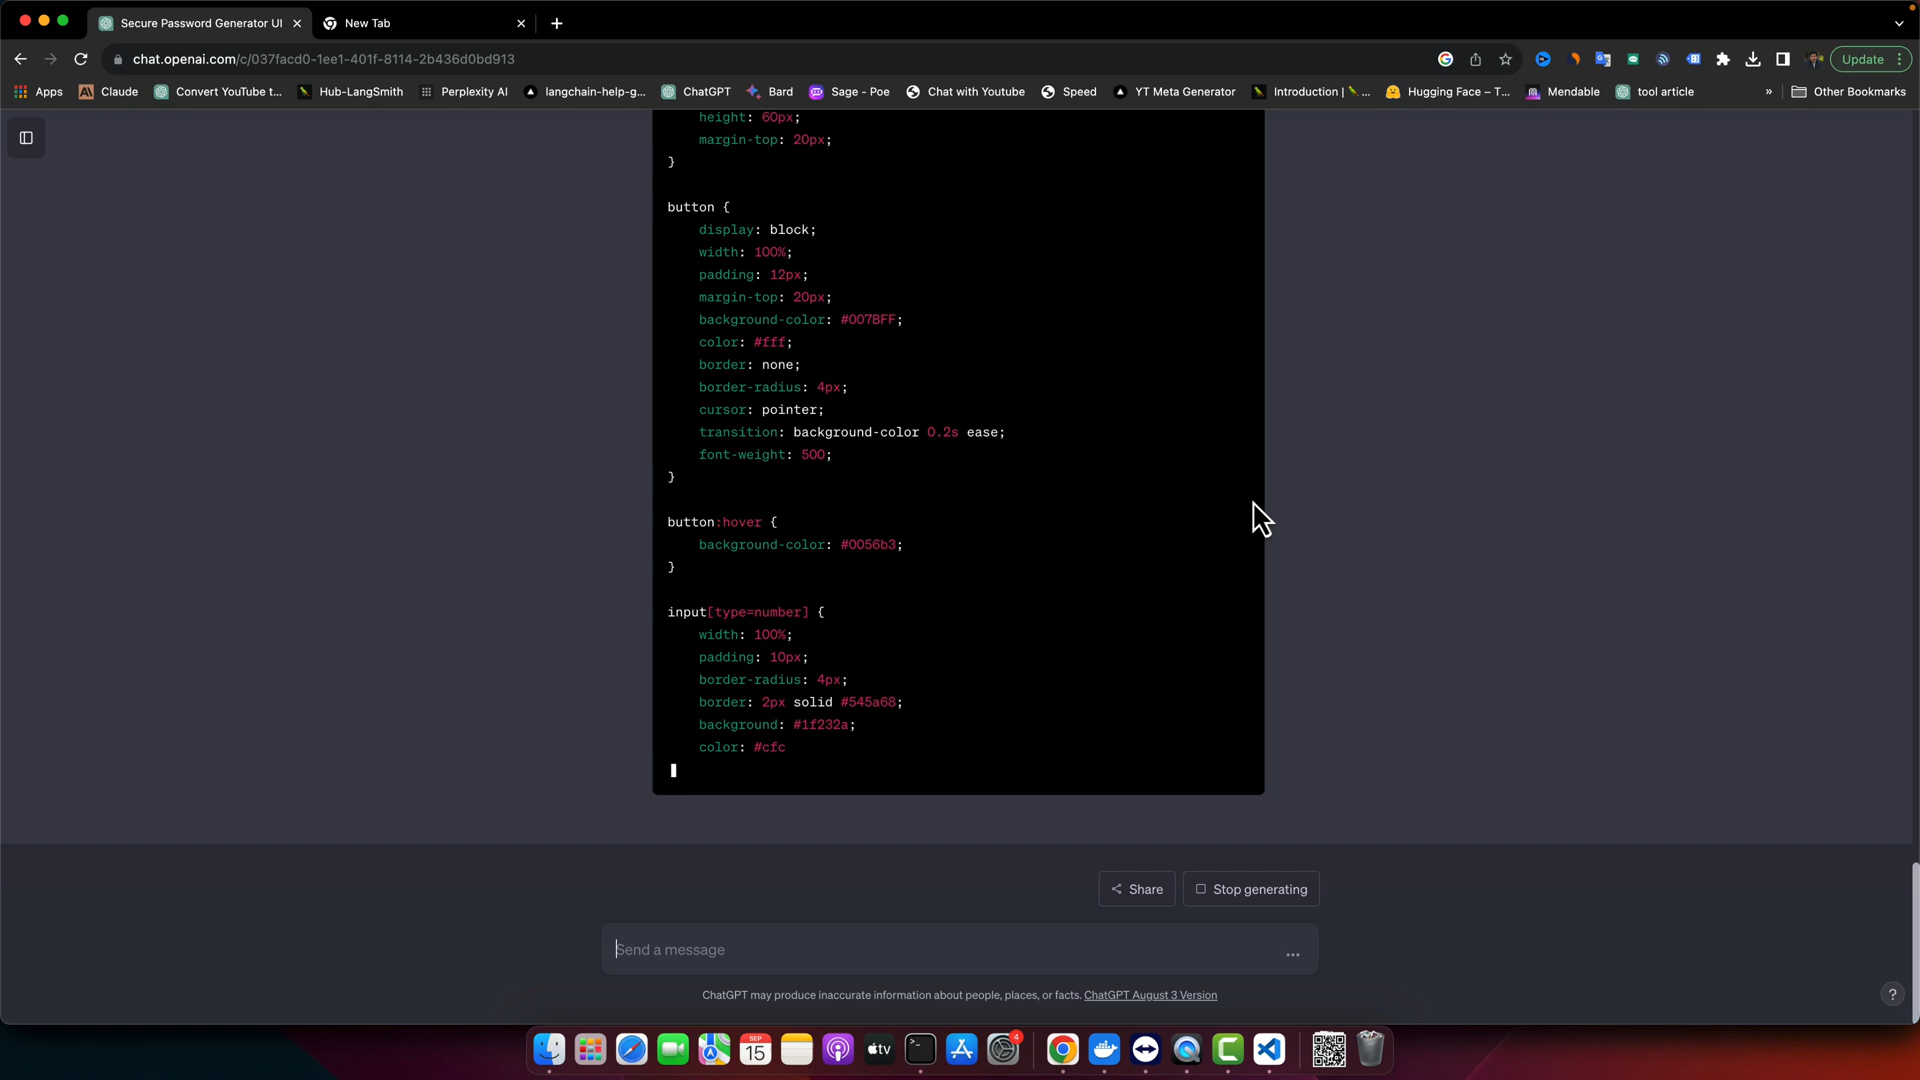 Secure Password Generator UI
New Tab
chat.openai.com/c/037facd0-1ee1-401f-8114-2b436d0bd913
Update
Apps
Claude
Convert YouTube t...
Hub-LangSmith
Perplexity AI
langchain-help-g...
ChatGPT
Bard
Sage - Poe
Chat with Youtube
Speed
YT Meta Generator
Introduction | ...
Hugging Face – T...
Mendable
tool article
»
Other Bookmarks
height: 60px;
margin-top: 20px;
}
button {
display: block;
width: 100%;
padding: 12px;
margin-top: 20px;
background-color: #007BFF;
color: #fff;
border: none;
border-radius: 4px;
cursor: pointer;
transition: background-color 0.2s ease;
font-weight: 500;
}
button:hover {
background-color: #0056b3;
}
input[type=number] {
width: 100%;
padding: 10px;
border-radius: 4px;
border: 2px solid #545a68;
background: #1f232a;
color: #cfc
Share
Stop generating
Send a message
...
ChatGPT may produce inaccurate information about people, places, or facts. ChatGPT August 3 Version
?
SEP
15
tv
4